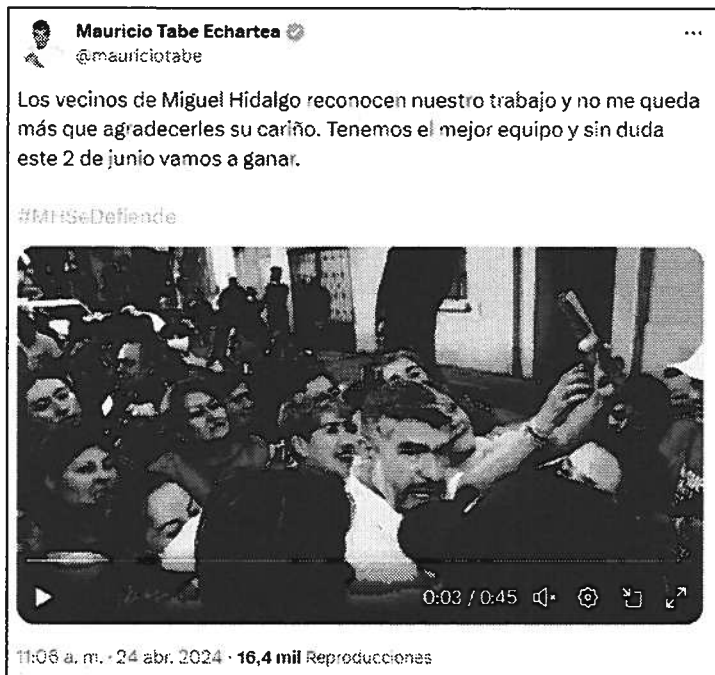 Mauricio Tabe Echartea
@mauriciotabe
...
Los vecinos de Miguel Hidalgo reconocen nuestro trabajo y no me queda
más que agradecerles su cariño. Tenemos el mejor equipo y sin duda
este 2 de junio vamos a ganar.
#MHSeDefiende
0:03 / 0:45
11:06 a. m. · 24 abr. 2024 · 16,4 mil Reproducciones